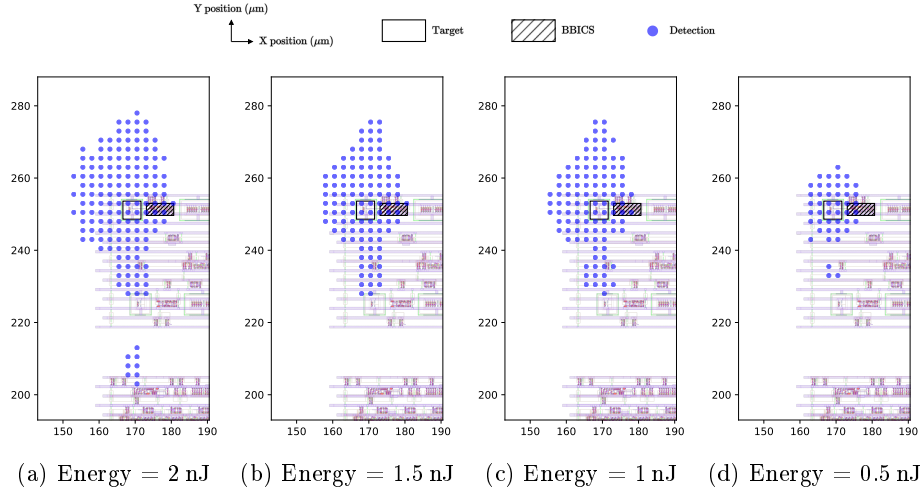 Y position (μm)
X position (μm)
Target
BBICS
Detection
280
260
240
220
200
150 160 170 180 190
280
260
240
220
200
150 160 170 180 190
280
260
240
220
200
150 160 170 180 190
280
260
240
220
200
150 160 170 180 190
(a) Energy = 2 nJ
(b) Energy = 1.5 nJ
(c) Energy = 1 nJ
(d) Energy = 0.5 nJ